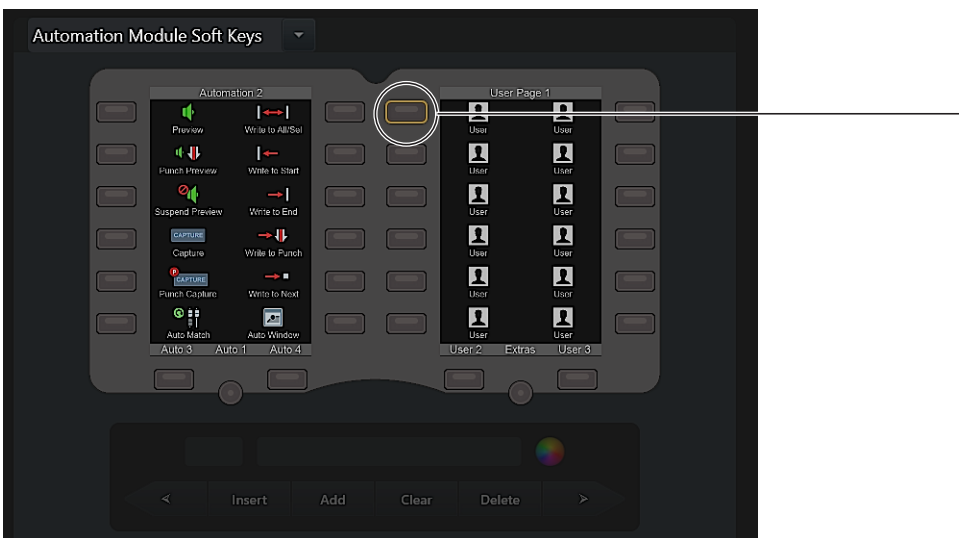 Automation Module Soft Keys
Automation 2
Preview Write to All/Sel
Punch Preview Write to Start
Suspend Preview Write to End
CAPTURE
Capture Write to Punch
P
CAPTURE
Punch Capture Write to Next
Auto Match Auto Window
Auto 3 Auto 1 Auto 4
User Page 1
User User
User User
User User
User User
User User
User User
User 2 Extras User 3
Insert Add Clear Delete